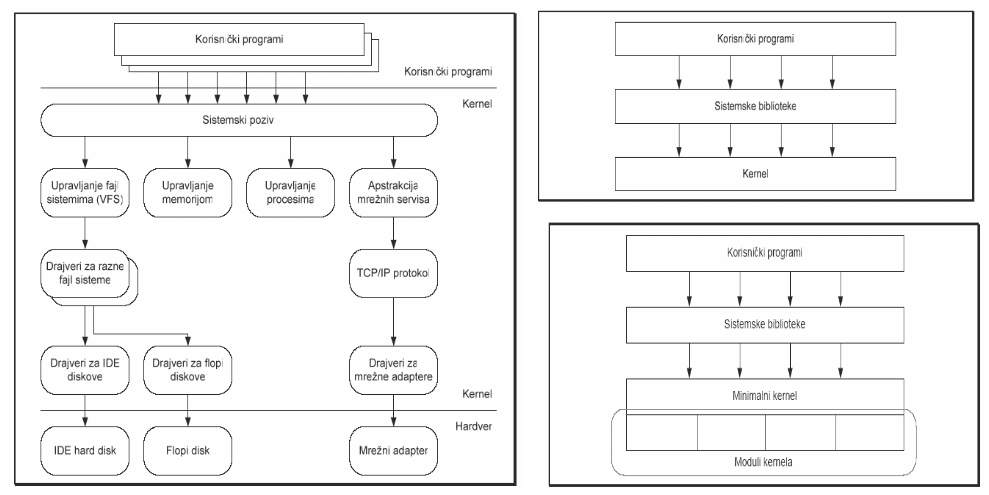 Korisnički programi
Korisnički programi
Kernel
Sistemski poziv
Upravljanje fajl
sistemima (VFS)
Upravljanje
memorijom
Upravljanje
procesima
Apstrakcija
mrežnih servisa
Drajveri za razne
fajl sisteme
TCP/IP protokol
Drajveri za IDE
diskove
Drajveri za flopi
diskove
Drajveri za
mrežne adaptere
Kernel
Hardver
IDE hard disk
Flopi disk
Mrežni adapter
Korisnički programi
Sistemske biblioteke
Kernel
Korisnički programi
Sistemske biblioteke
Minimalni kernel
Moduli kernela